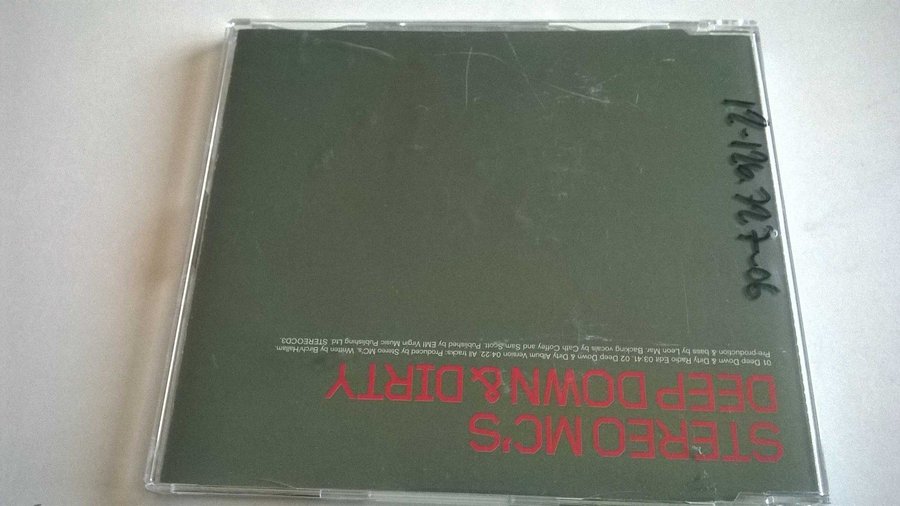 STEREO MC'S
DEEP DOWN & DIRTY
01 Deep Down & Dirty Radio Edit 03:41. 02 Deep Down & Dirty Album Version 04:22. All tracks: Produced by Stereo MC's, Written by Birch/Hallam.
Pre-production & bass by Leon Mar. Backing vocals by Cath Coffey and Sam Scott. Published by EMI Virgin Music Publishing Ltd. STEREOCD3.